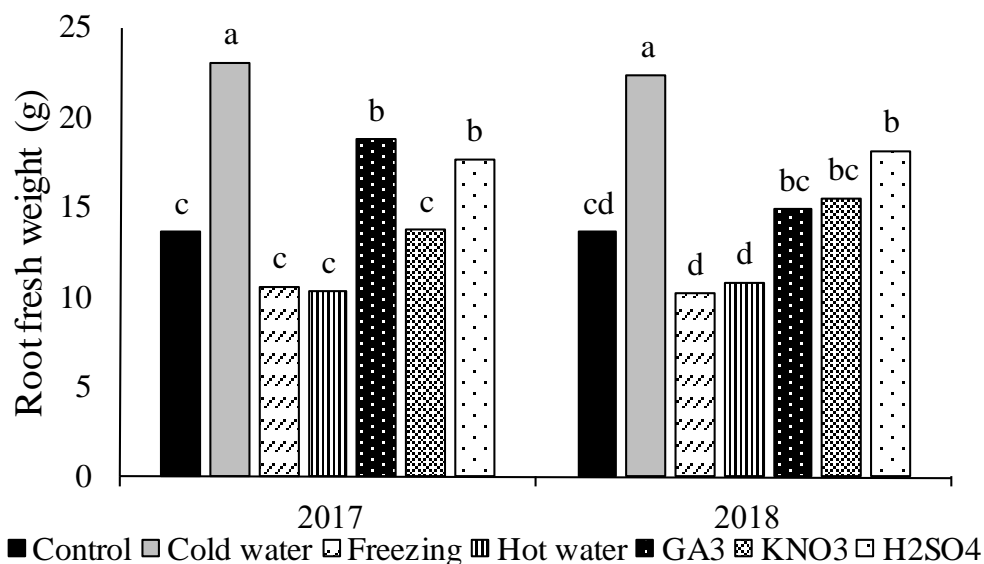 Root fresh weight (g)
25
20
15
10
5
0
c
a
c
c
b
c
b
cd
a
d
d
bc
bc
b
2017
2018
Control Cold water Freezing Hot water GA3 KNO3 H2SO4